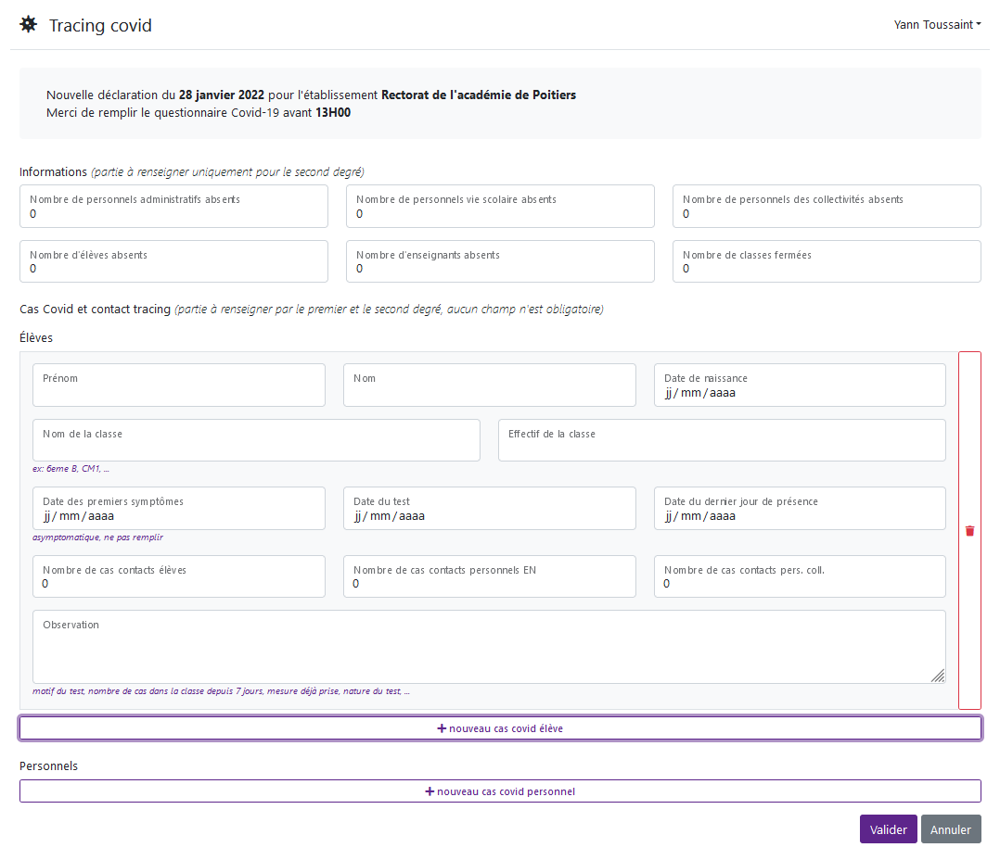 Tracing covid
Yann Toussaint
Nouvelle déclaration du 28 janvier 2022 pour l'établissement Rectorat de l'académie de Poitiers
Merci de remplir le questionnaire Covid-19 avant 13H00
Informations (partie à renseigner uniquement pour le second degré)
Nombre de personnels administratifs absents
0
Nombre de personnels vie scolaire absents
0
Nombre de personnels des collectivités absents
0
Nombre d'élèves absents
0
Nombre d'enseignants absents
0
Nombre de classes fermées
0
Cas Covid et contact tracing (partie à renseigner par le premier et le second degré, aucun champ n'est obligatoire)
Élèves
Prénom
Nom
Date de naissance
jj/mm/aaaa
Nom de la classe
Effectif de la classe
ex: 6eme B, CM1, ...
Date des premiers symptômes
jj/mm/aaaa
Date du test
jj/mm/aaaa
Date du dernier jour de présence
jj/mm/aaaa
asymptomatique, ne pas remplir
Nombre de cas contacts élèves
0
Nombre de cas contacts personnels EN
0
Nombre de cas contacts pers. coll.
0
Observation
motif du test, nombre de cas dans la classe depuis 7 jours, mesure déjà prise, nature du test, ...
+ nouveau cas covid élève
Personnels
+ nouveau cas covid personnel
Valider
Annuler